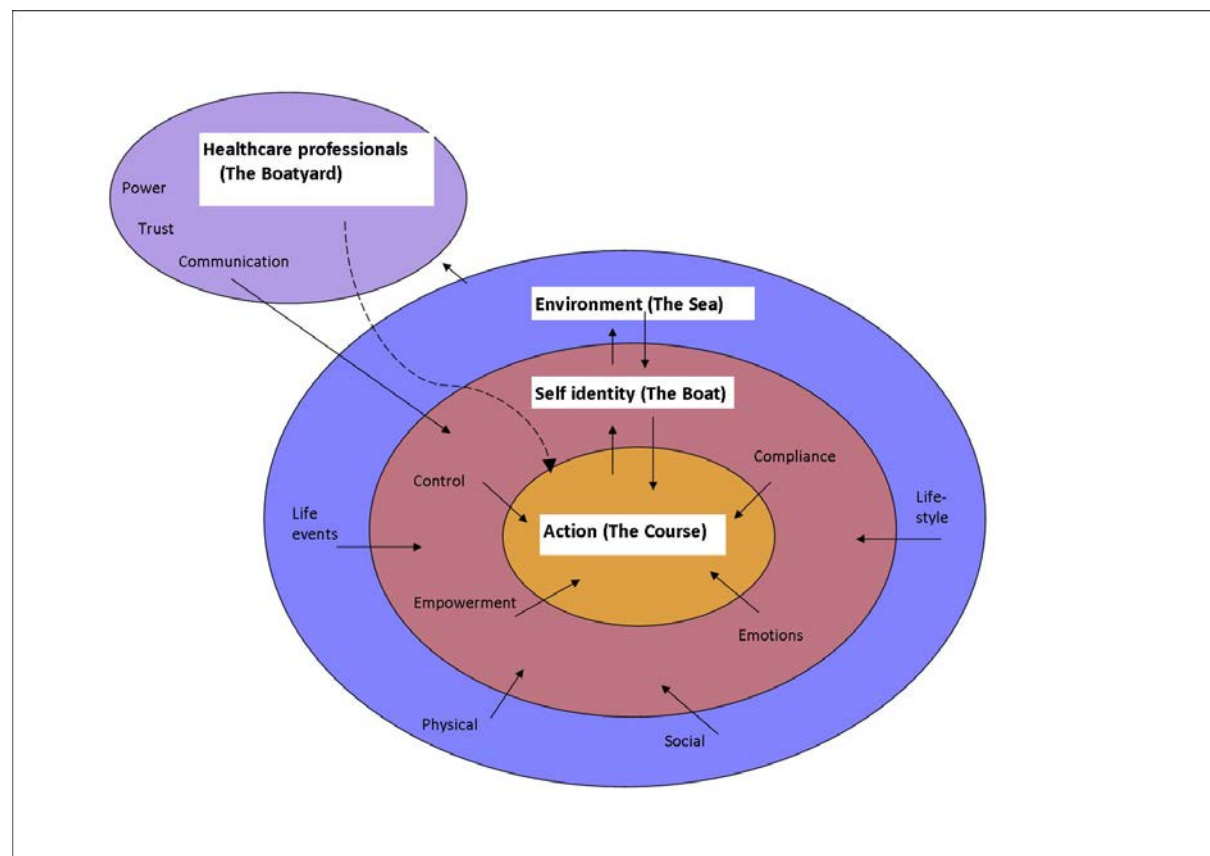 Healthcare professionals
(The Boatyard)
Power
Trust
Communication
Environment (The Sea)
Self identity (The Boat)
Compliance
Control
Life-
style
Life
events
Action (The Course)
Empowerment
Emotions
Physical
Social